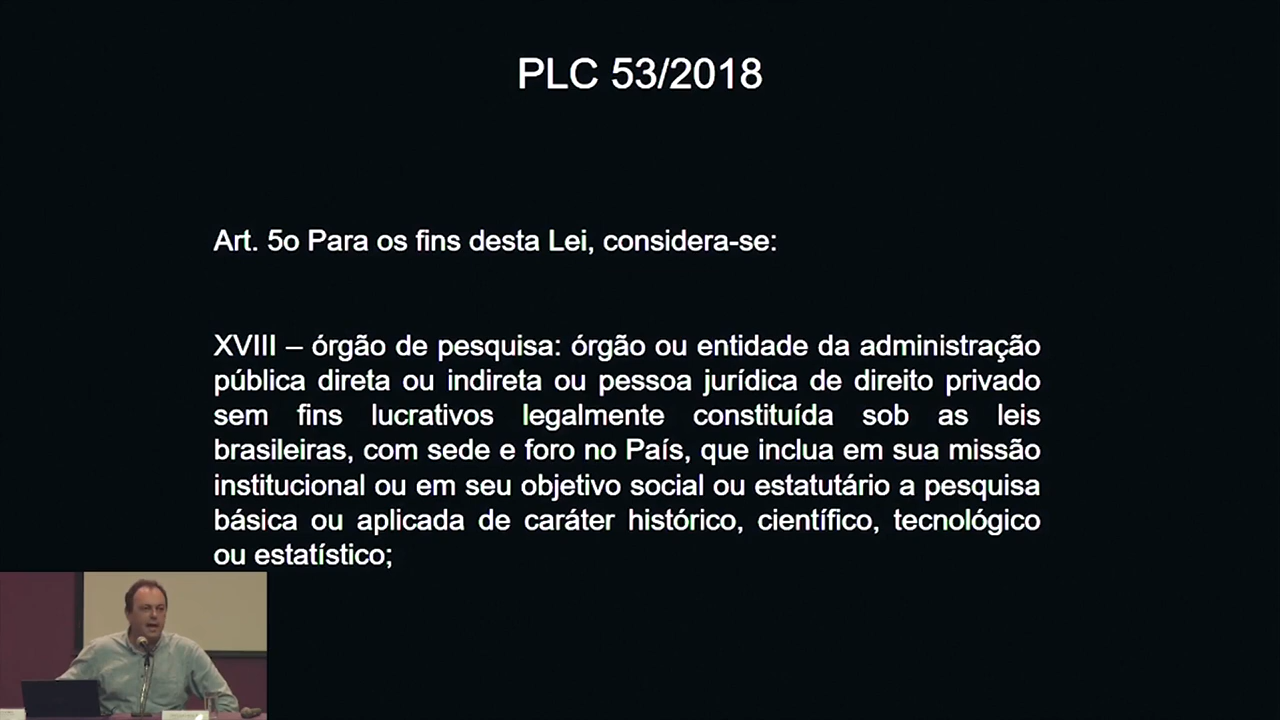 PLC 53/2018
Art. 5o Para os fins desta Lei, considera-se:
XVIII – órgão de pesquisa: órgão ou entidade da administração
pública direta ou indireta ou pessoa jurídica de direito privado
sem fins lucrativos legalmente constituída sob as leis
brasileiras, com sede e foro no País, que inclua em sua missão
institucional ou em seu objetivo social ou estatutário a pesquisa
básica ou aplicada de caráter histórico, científico, tecnológico
ou estatístico;